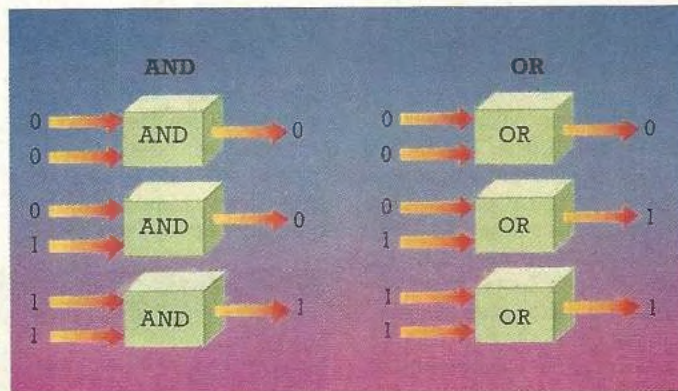 AND OR
0 0
0 AND 0 0 OR 0
0 0
1 AND 0 1 OR 1
1 1
1 AND 1 1 OR 1